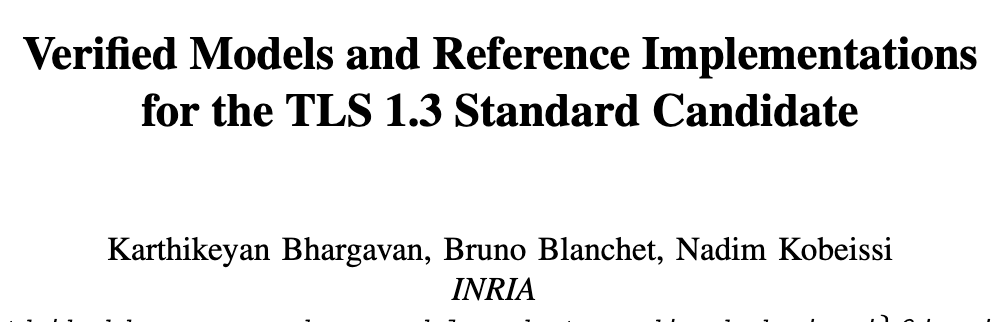 Verified Models and Reference Implementations
for the TLS 1.3 Standard Candidate
Karthikeyan Bhargavan, Bruno Blanchet, Nadim Kobeissi
INRIA